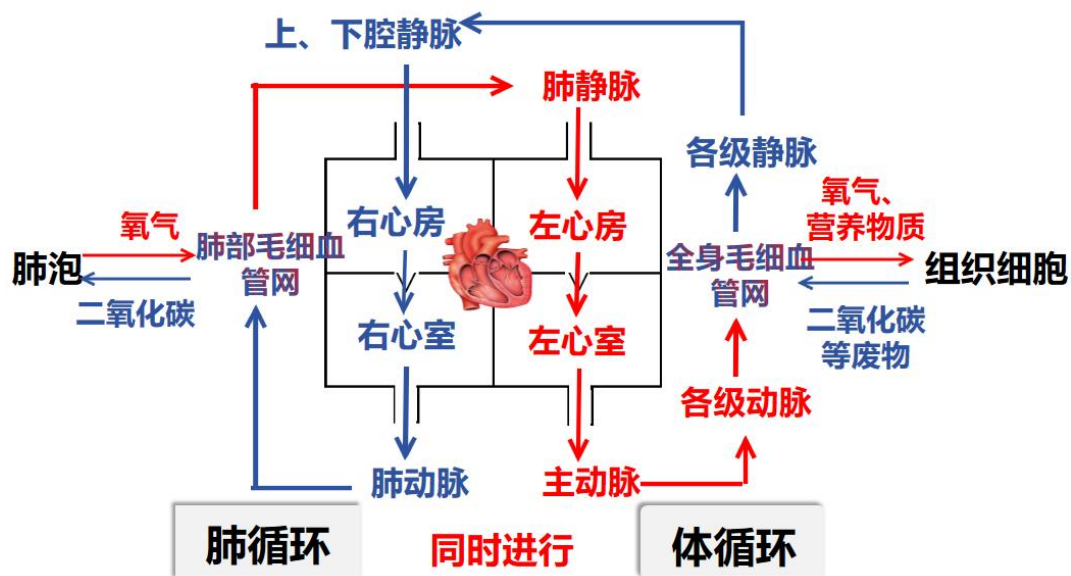 上、下腔静脉
肺静脉
各级静脉
氧气、
营养物质
氧气
肺部毛细血
管网
右心房
左心房
全身毛细血
管网
肺泡
组织细胞
二氧化碳
右心室
左心室
二氧化碳
等废物
各级动脉
肺动脉
主动脉
肺循环
同时进行
体循环